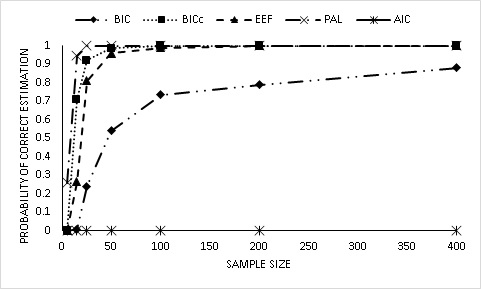 BIC BICc EEF PAL AIC
PROBABILITY OF CORRECT ESTIMATION
1
0.9
0.8
0.7
0.6
0.5
0.4
0.3
0.2
0.1
0
0 50 100 150 200 250 300 350 400
SAMPLE SIZE